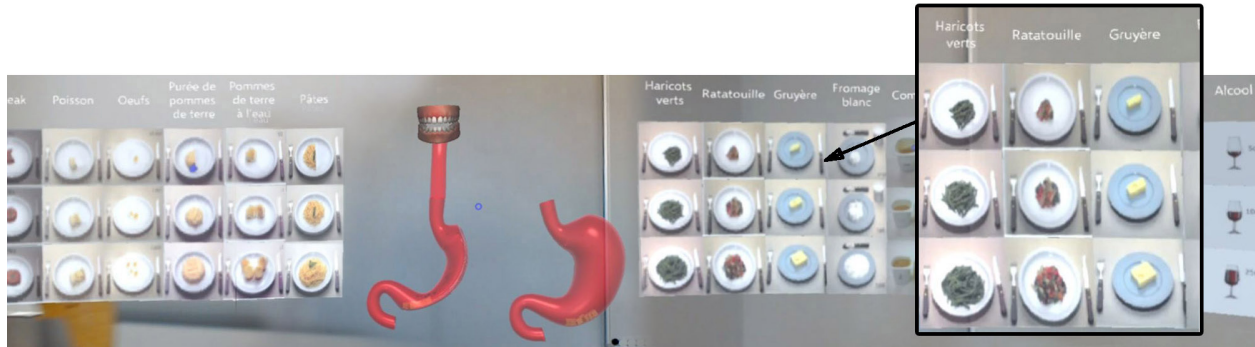 Poisson
Oeufs
Purée de
pommes
de terre
Pommes
de terre
à l'eau
Pâtes
Haricots
verts
Ratatouille
Gruyère
Fromage
blanc
Haricots
verts
Ratatouille
Gruyère
Alcool